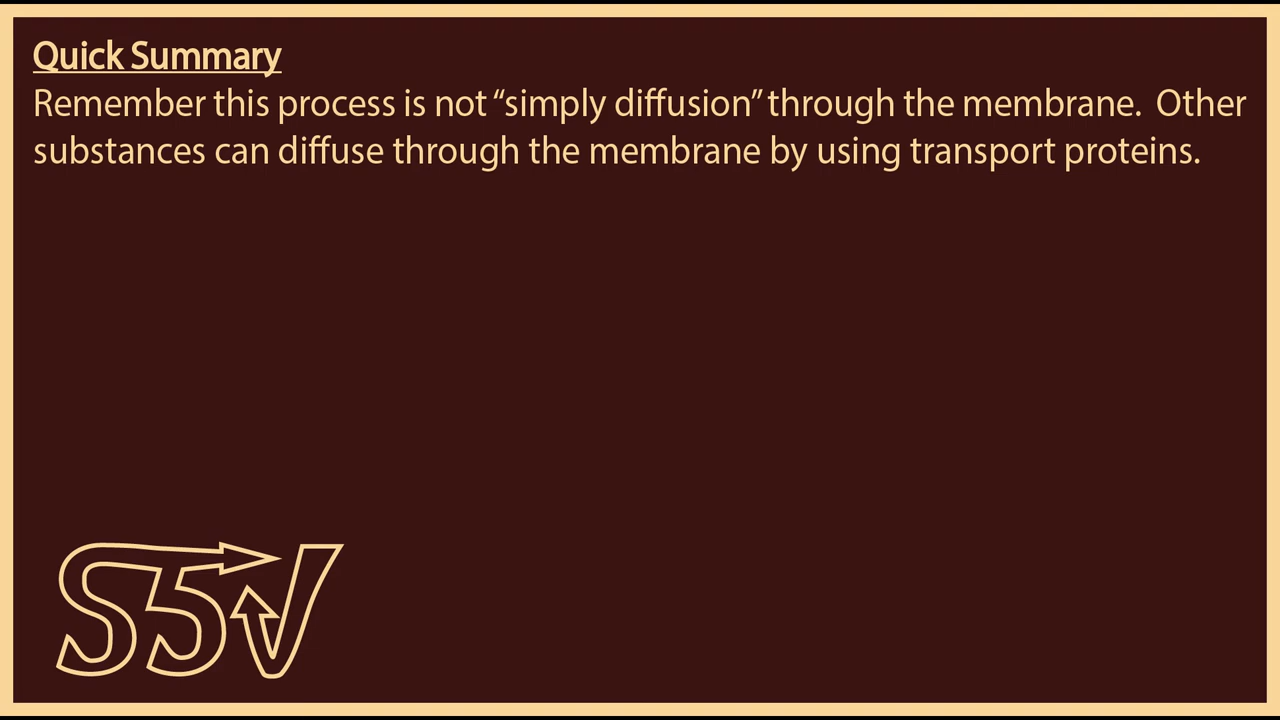 Quick Summary
Remember this process is not “simply diffusion” through the membrane.  Other
substances can diffuse through the membrane by using transport proteins.
S5V